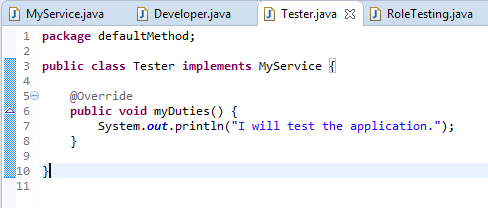 MyService.java
Developer.java
Tester.java
RoleTesting.java
1 package defaultMethod;
2
3 public class Tester implements MyService {
4
5 @Override
6 public void myDuties() {
7 System.out.println("I will test the application.");
8 }
9
10 }
11